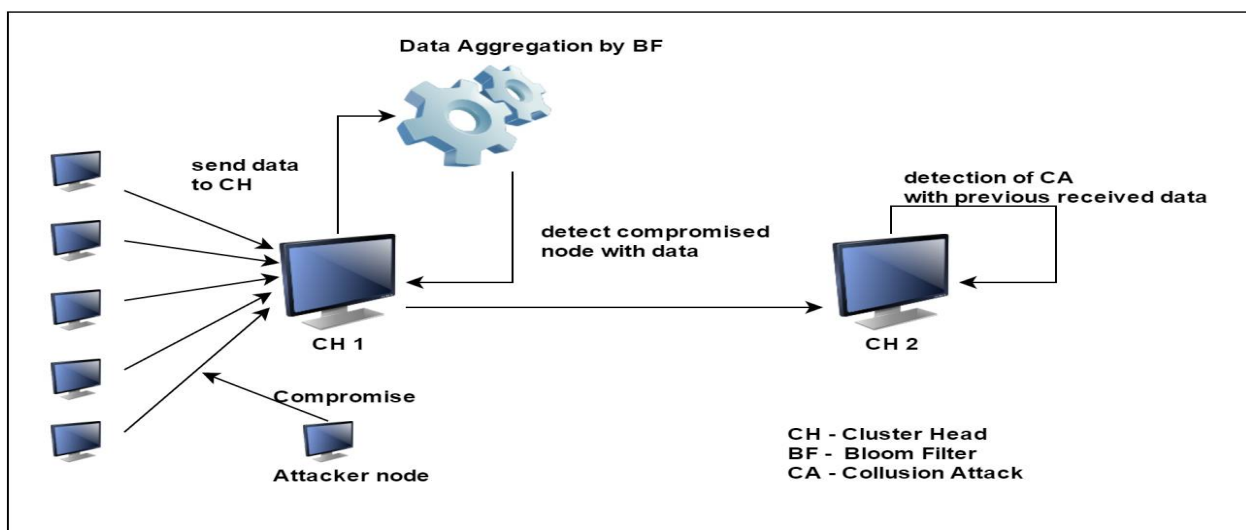 Data Aggregation by BF
send data
to CH
detection of CA
with previous received data
detect compromised
node with data
CH 1
CH 2
Compromise
Attacker node
CH - Cluster Head
BF - Bloom Filter
CA - Collusion Attack